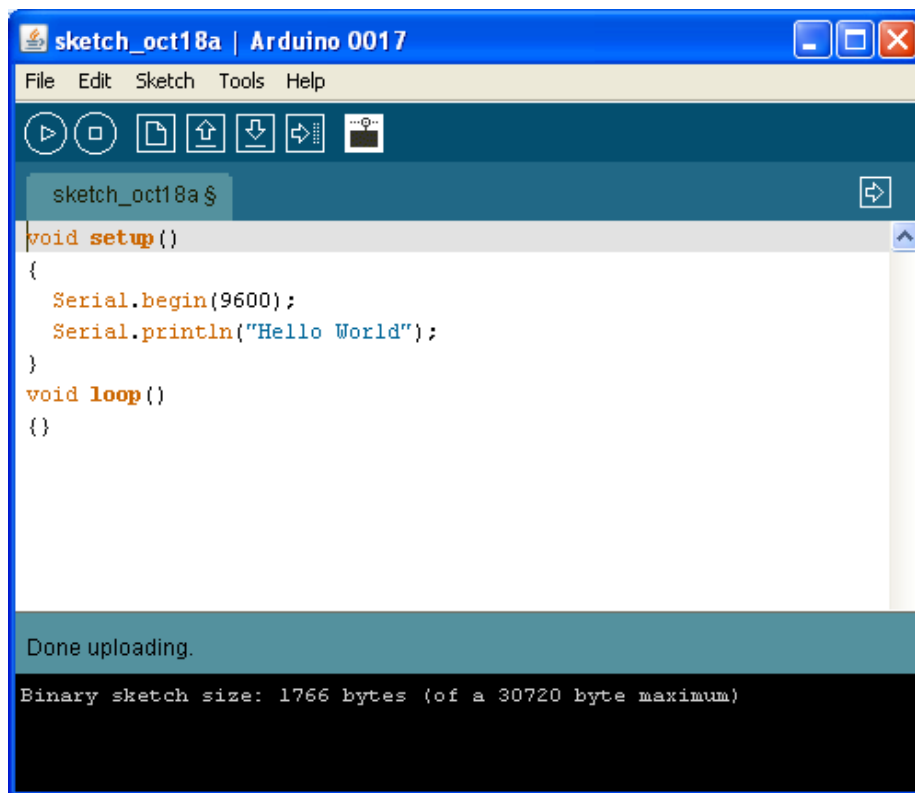 sketch_oct18a | Arduino 0017
File Edit Sketch Tools Help
sketch_oct18a §
void setup()
{
  Serial.begin(9600);
  Serial.println("Hello World");
}
void loop()
{}
Done uploading.
Binary sketch size: 1766 bytes (of a 30720 byte maximum)